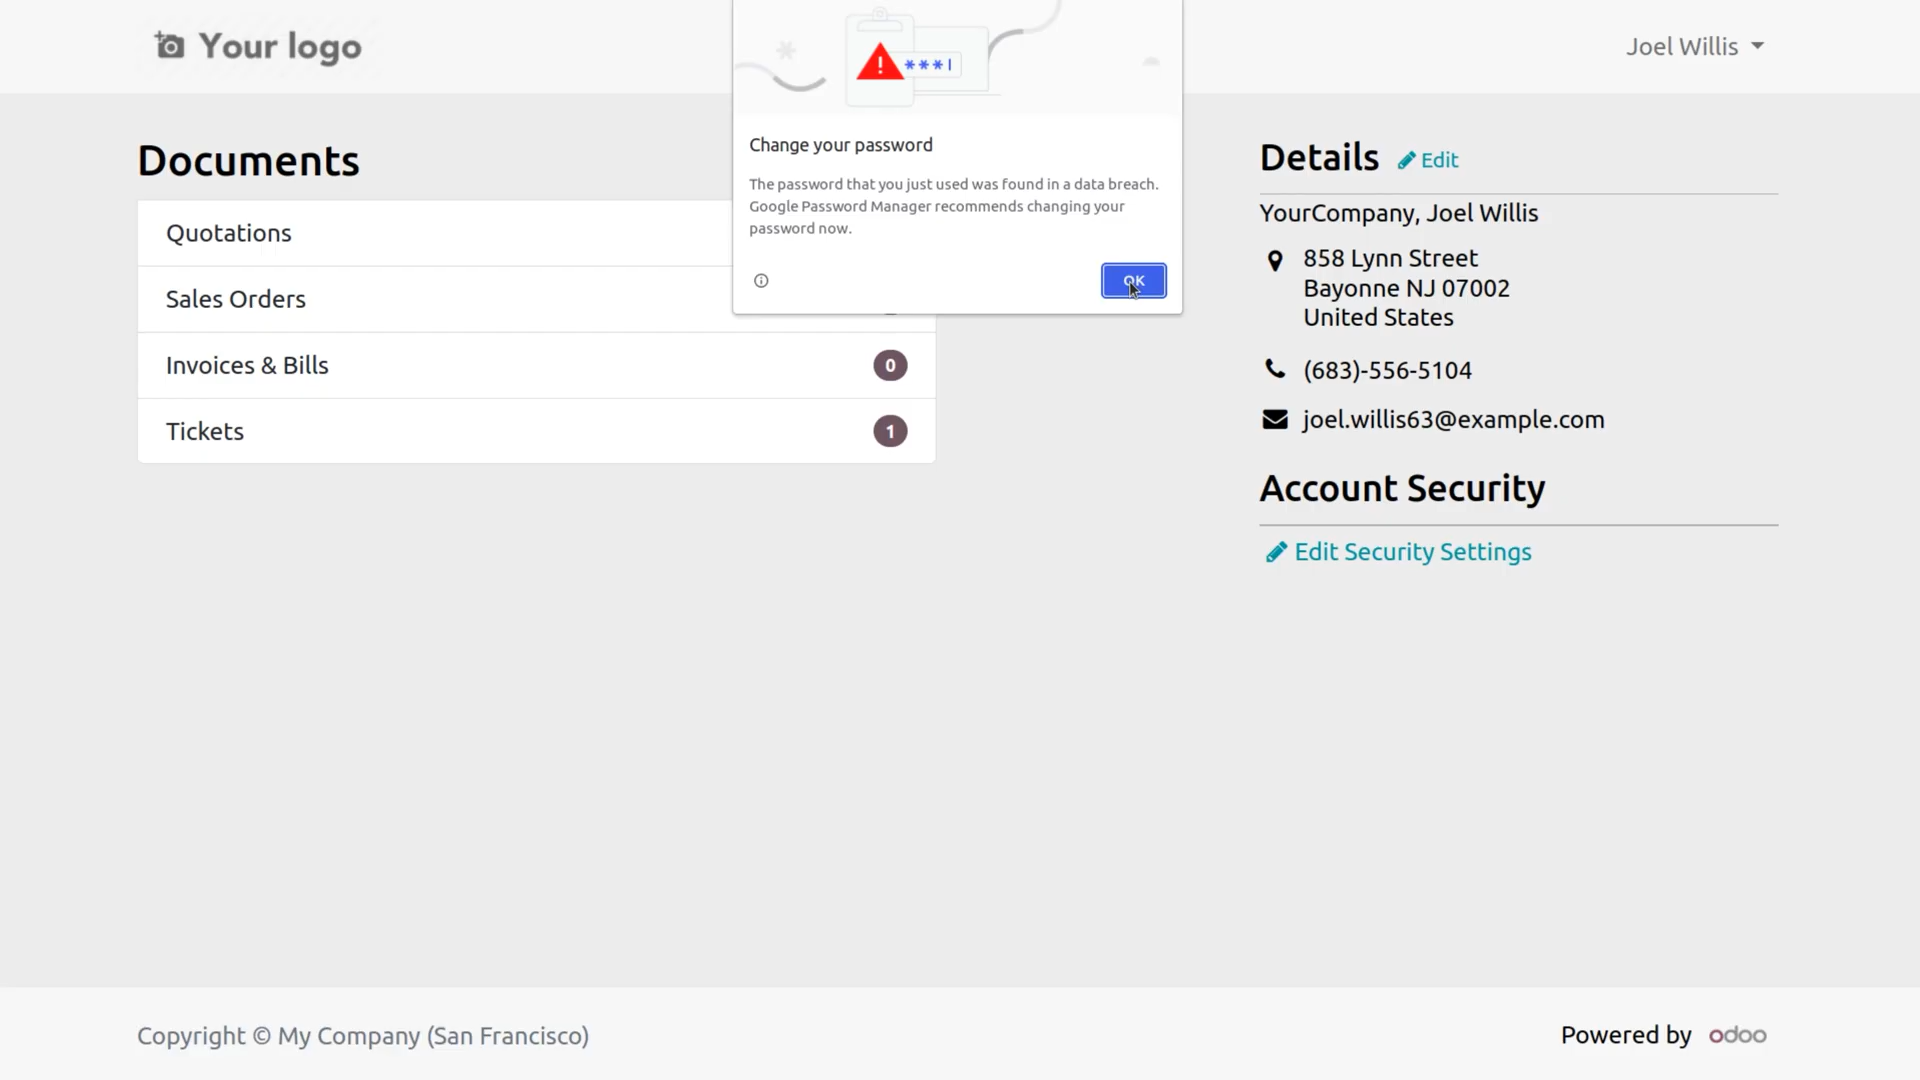 Your logo
Joel Willis
***
Change your password
The password that you just used was found in a data breach.
Google Password Manager recommends changing your
password now.
OK
Documents
Quotations
Sales Orders
Invoices & Bills 0
Tickets 1
Details Edit
YourCompany, Joel Willis
858 Lynn Street
Bayonne NJ 07002
United States
(683)-556-5104
joel.willis63@example.com
Account Security
Edit Security Settings
Copyright © My Company (San Francisco)
Powered by odoo